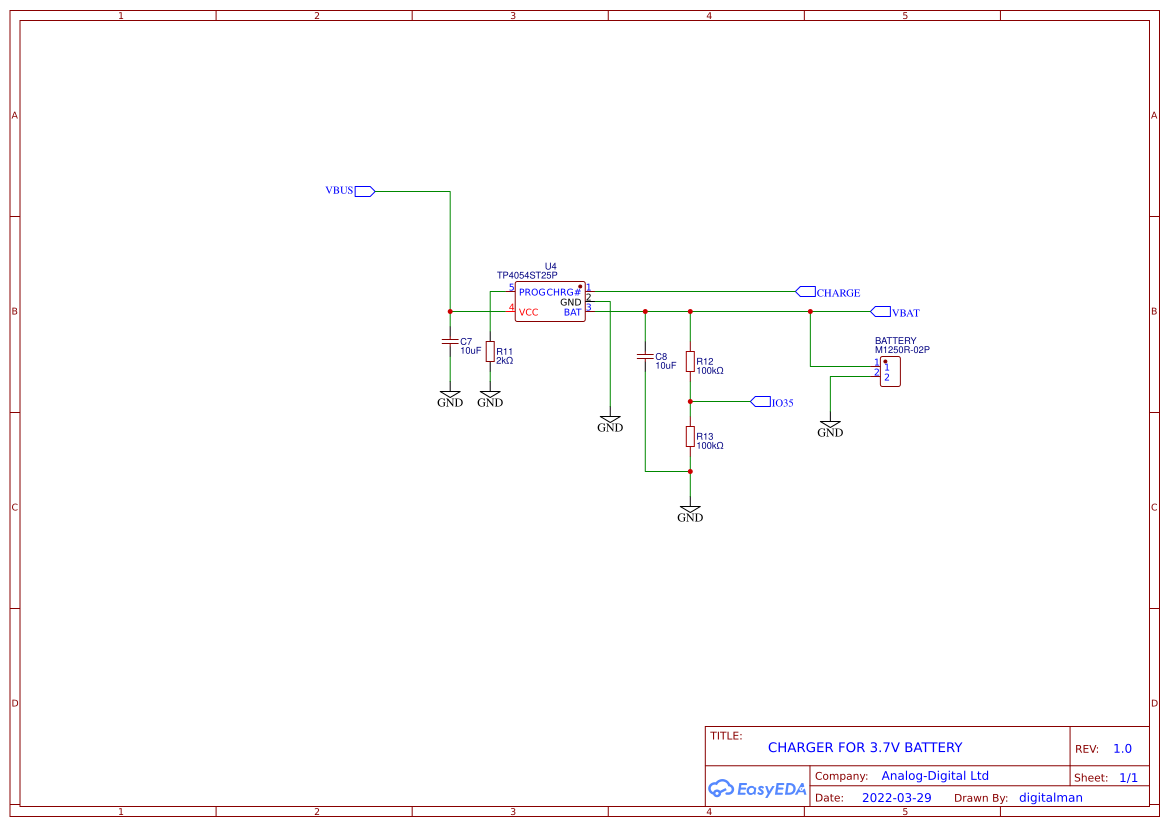 1 2 3 4 5
A A
VBUS
U4
TP4054ST25P
5 PROG CHRG# 1
GND 2
4 VCC BAT 3
CHARGE
B B
VBAT
C7
10uF
R11
2kΩ
C8
10uF
R12
100kΩ
BATTERY
M1250R-02P
1 1
2 2
GND GND
IO35
GND
GND
R13
100kΩ
C C
GND
D D
TITLE:
CHARGER FOR 3.7V BATTERY
REV: 1.0
EasyEDA
Company: Analog-Digital Ltd
Sheet: 1/1
Date: 2022-03-29 Drawn By: digitalman
1 2 3 4 5